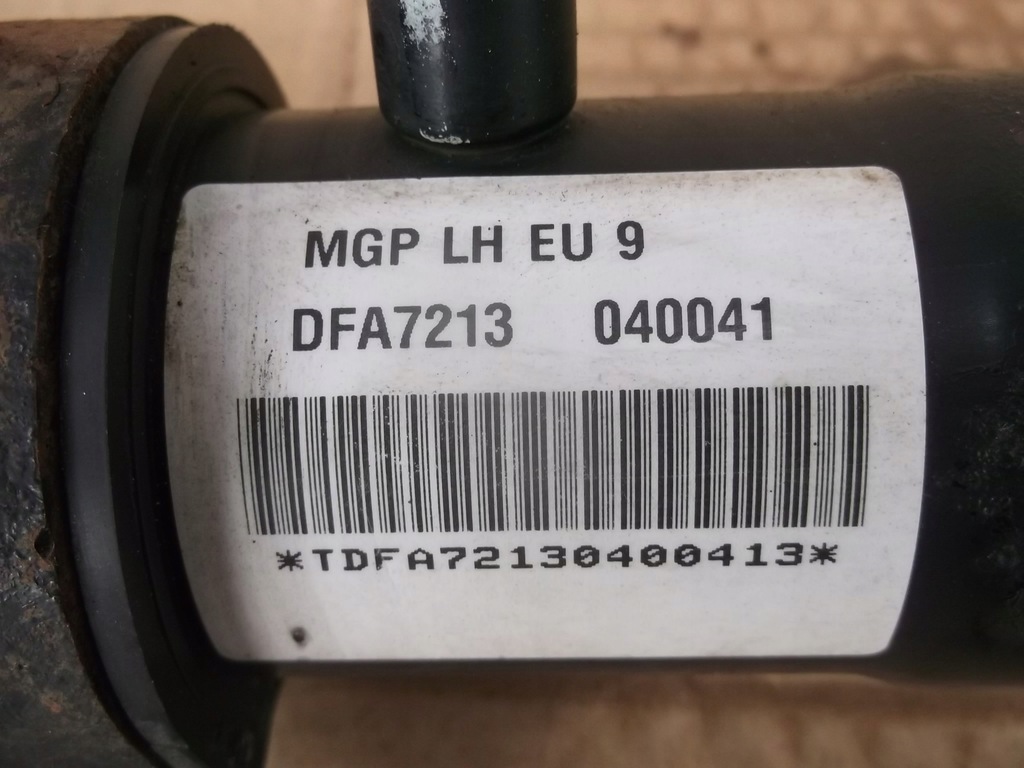 MGP LH EU 9
DFA7213 040041
*TDFA72130400413*